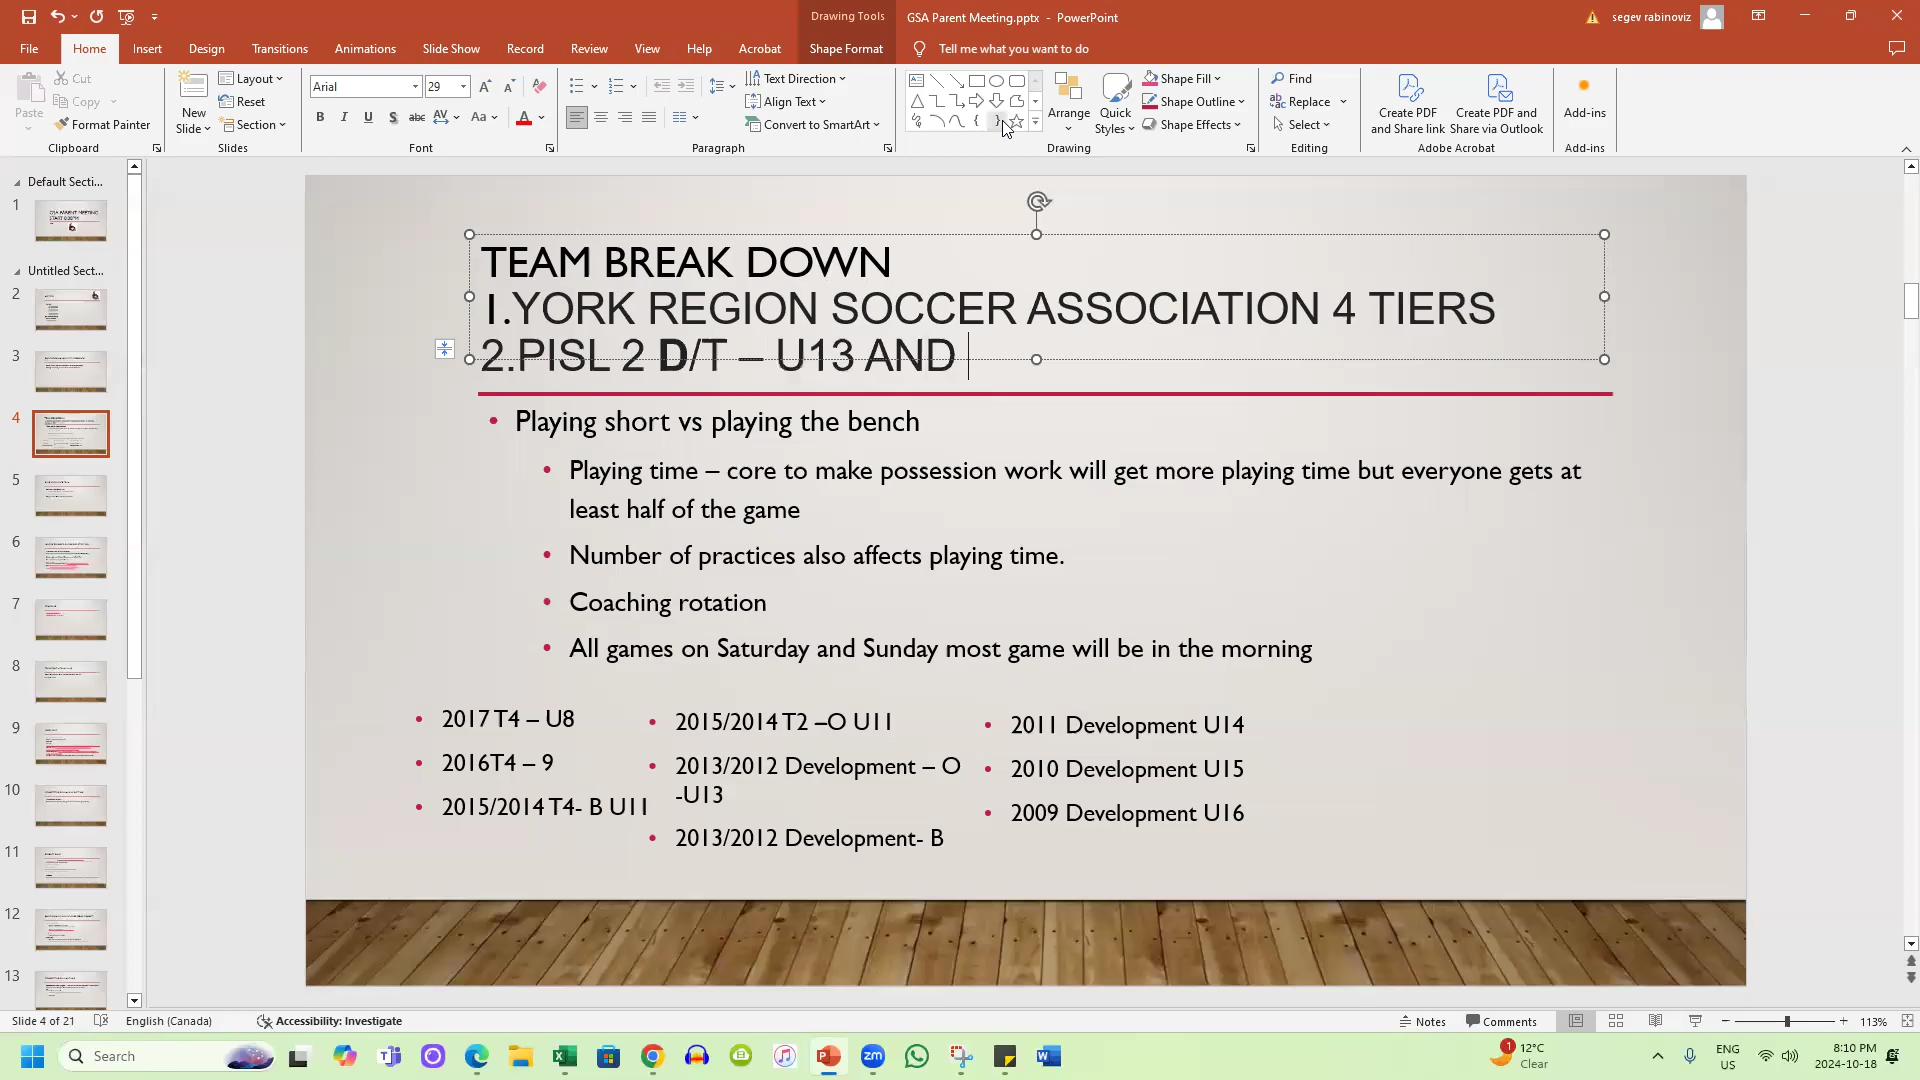 Drawing Tools
GSA Parent Meeting.pptx - PowerPoint
segev rabinoviz
File Home Insert Design Transitions Animations Slide Show Record Review View Help Acrobat Shape Format Tell me what you want to do
Paste
Cut
Copy
Format Painter
Clipboard
New Slide
Layout
Reset
Section
Slides
Arial 29
B I U S abc AV Aa A
Font
Text Direction
Align Text
Convert to SmartArt
Paragraph
Arrange
Quick Styles
Shape Fill
Shape Outline
Shape Effects
Drawing
Find
Replace
Select
Editing
Create PDF and Share link
Create PDF and Share via Outlook
Adobe Acrobat
Add-ins
Add-ins
Default Secti...
1
GSA PARENT MEETING
Untitled Sect...
2
3
4
5
6
7
8
9
10
11
12
13
TEAM BREAK DOWN
1.YORK REGION SOCCER ASSOCIATION 4 TIERS
2.PISL 2 D/T – U13 AND
• Playing short vs playing the bench
• Playing time – core to make possession work will get more playing time but everyone gets at
least half of the game
• Number of practices also affects playing time.
• Coaching rotation
• All games on Saturday and Sunday most game will be in the morning
• 2017 T4 – U8
• 2016T4 – 9
• 2015/2014 T4- B U11
• 2015/2014 T2 –O U11
• 2013/2012 Development – O
-U13
• 2013/2012 Development- B
• 2011 Development U14
• 2010 Development U15
• 2009 Development U16
Slide 4 of 21 English (Canada) Accessibility: Investigate Notes Comments 113%
Search
zm
1
12°C
Clear
ENG
US
8:10 PM
2024-10-18